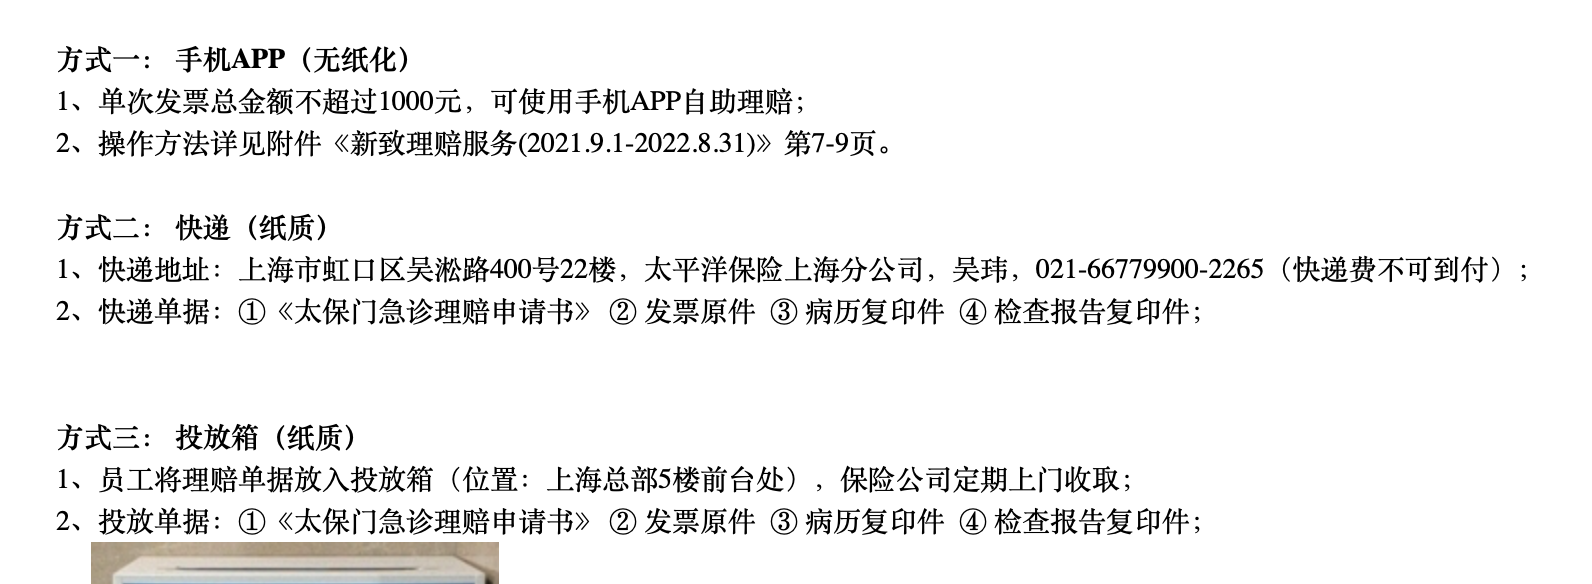 方式一： 手机APP（无纸化）
1、单次发票总金额不超过1000元，可使用手机APP自助理赔；
2、操作方法详见附件《新致理赔服务(2021.9.1-2022.8.31)》第7-9页。
方式二： 快递（纸质）
1、快递地址：上海市虹口区吴淞路400号22楼，太平洋保险上海分公司，吴玮，021-66779900-2265（快递费不可到付）；
2、快递单据：①《太保门急诊理赔申请书》 ② 发票原件 ③ 病历复印件 ④ 检查报告复印件；
方式三： 投放箱（纸质）
1、员工将理赔单据放入投放箱（位置：上海总部5楼前台处），保险公司定期上门收取；
2、投放单据：①《太保门急诊理赔申请书》 ② 发票原件 ③ 病历复印件 ④ 检查报告复印件；